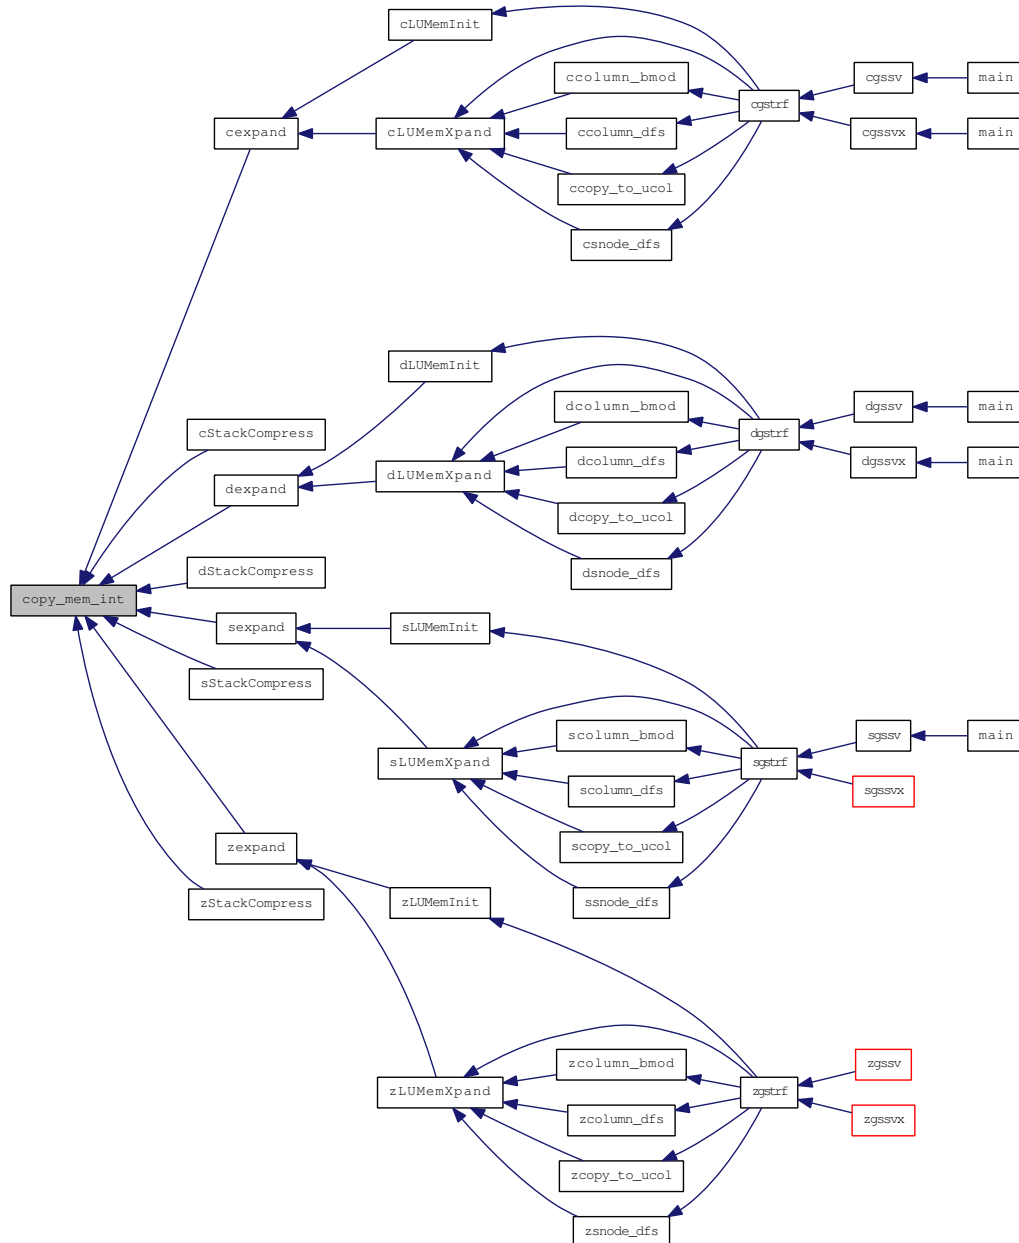 cLUMemInit
ccolumn_bmod
cgssv
main
cgstrf
cexpand
cLUMemXpand
ccolumn_dfs
cgssvx
main
ccopy_to_ucol
csnode_dfs
dLUMemInit
dcolumn_bmod
dgssv
main
cStackCompress
dgstrf
dLUMemXpand
dcolumn_dfs
dgssvx
main
dexpand
dcopy_to_ucol
dStackCompress
dsnode_dfs
copy_mem_int
sexpand
sLUMemInit
sStackCompress
scolumn_bmod
sgssv
main
sLUMemXpand
sgstrf
scolumn_dfs
sgssvx
zexpand
scopy_to_ucol
zStackCompress
zLUMemInit
ssnode_dfs
zcolumn_bmod
zgssv
zLUMemXpand
zgstrf
zcolumn_dfs
zgssvx
zcopy_to_ucol
zsnode_dfs